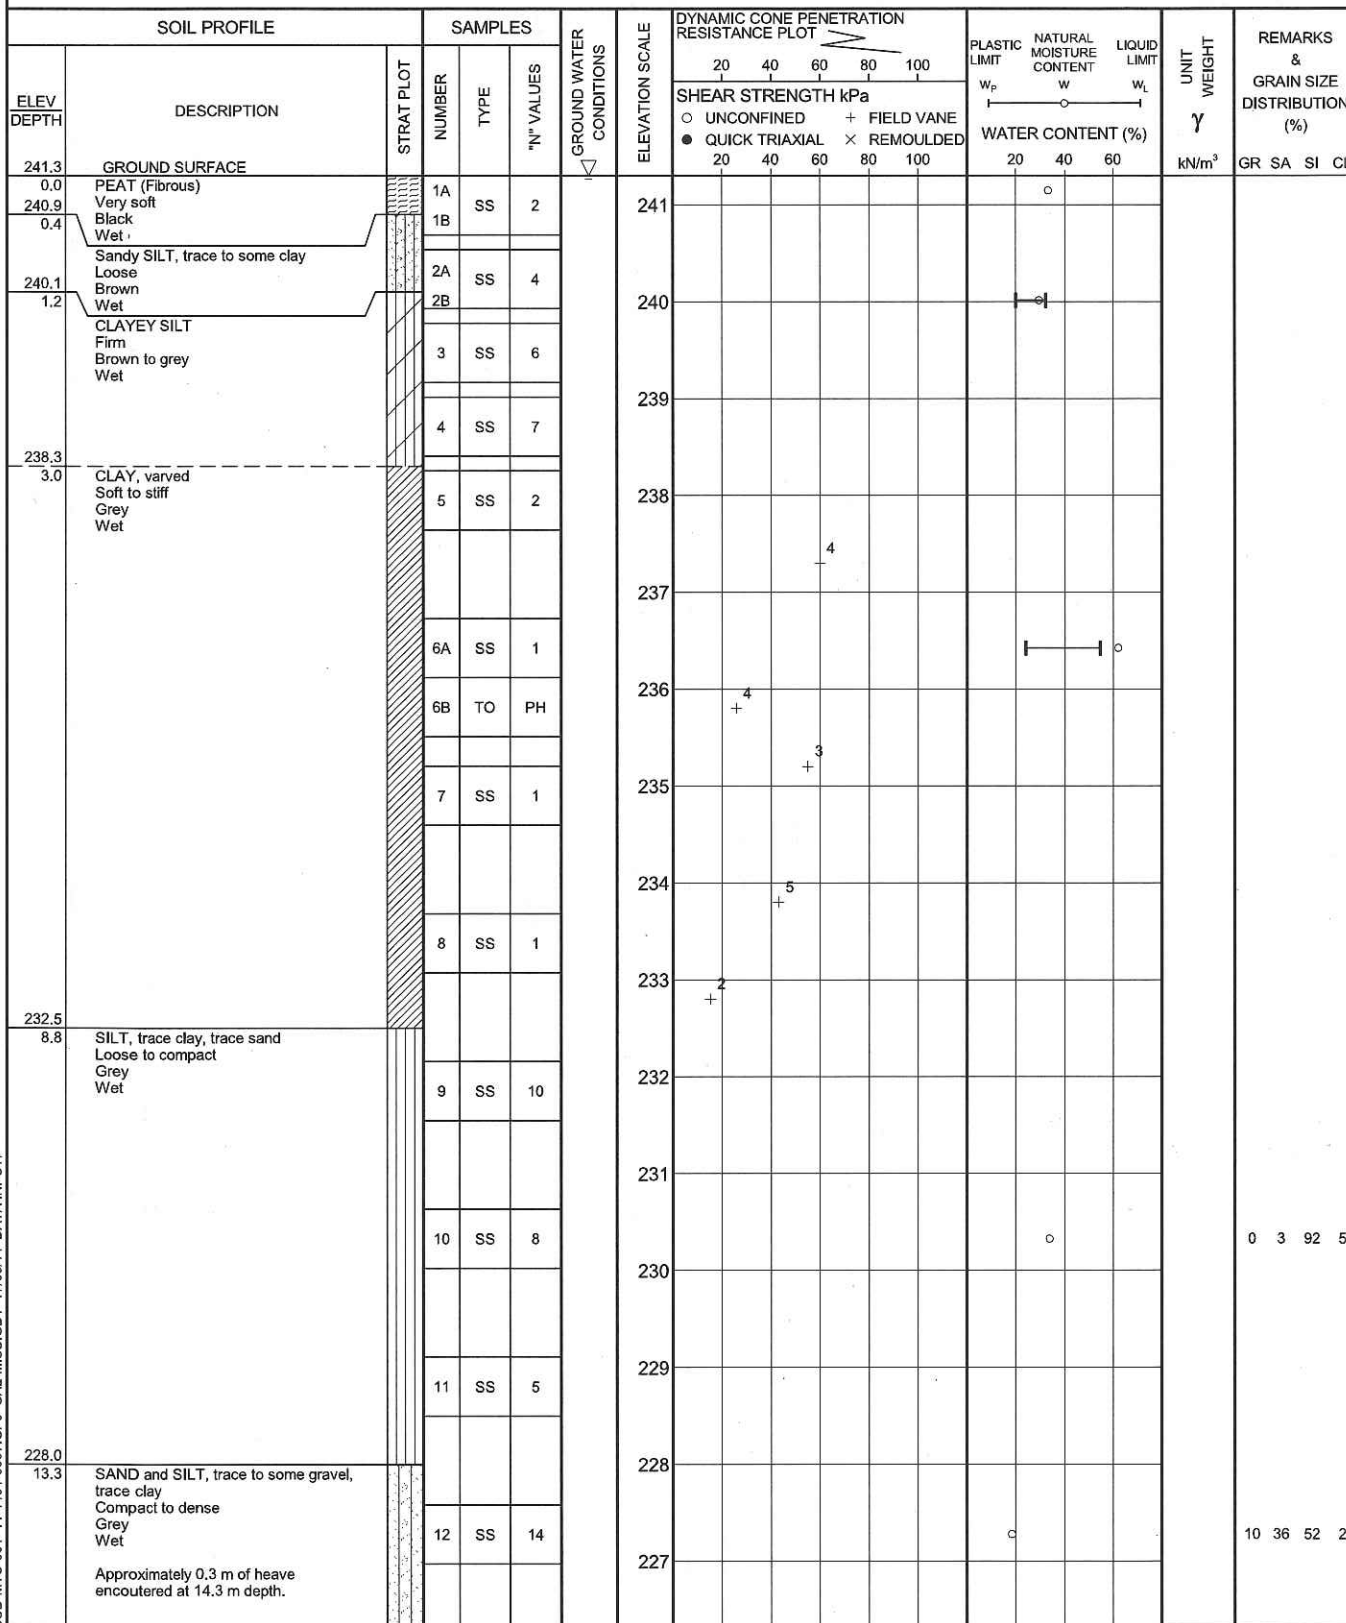 SOIL PROFILE
SAMPLES
GROUND WATER CONDITIONS
ELEVATION SCALE
DYNAMIC CONE PENETRATION
RESISTANCE PLOT
20 40 60 80 100
SHEAR STRENGTH kPa
○ UNCONFINED + FIELD VANE
● QUICK TRIAXIAL × REMOULDED
20 40 60 80 100
PLASTIC LIMIT
NATURAL MOISTURE CONTENT
LIQUID LIMIT
WP W WL
WATER CONTENT (%)
20 40 60
UNIT WEIGHT
γ
kN/m³
REMARKS
&
GRAIN SIZE
DISTRIBUTION
(%)
GR SA SI CL
ELEV
DEPTH
DESCRIPTION
STRAT PLOT
NUMBER
TYPE
"N" VALUES
241.3 GROUND SURFACE
0.0 PEAT (Fibrous)
240.9 Very soft
0.4 Black
Wet
Sandy SILT, trace to some clay
Loose
240.1 Brown
1.2 Wet
CLAYEY SILT
Firm
Brown to grey
Wet
238.3
3.0 CLAY, varved
Soft to stiff
Grey
Wet
232.5
8.8 SILT, trace clay, trace sand
Loose to compact
Grey
Wet
228.0
13.3 SAND and SILT, trace to some gravel,
trace clay
Compact to dense
Grey
Wet
Approximately 0.3 m of heave
encoutered at 14.3 m depth.
1A
SS 2
1B
2A
SS 4
2B
3 SS 6
4 SS 7
5 SS 2
6A SS 1
6B TO PH
7 SS 1
8 SS 1
9 SS 10
10 SS 8
11 SS 5
12 SS 14
241
240
239
238
237
236
235
234
233
232
231
230
229
228
227
4
4
3
5
2
0 3 92 5
10 36 52 2